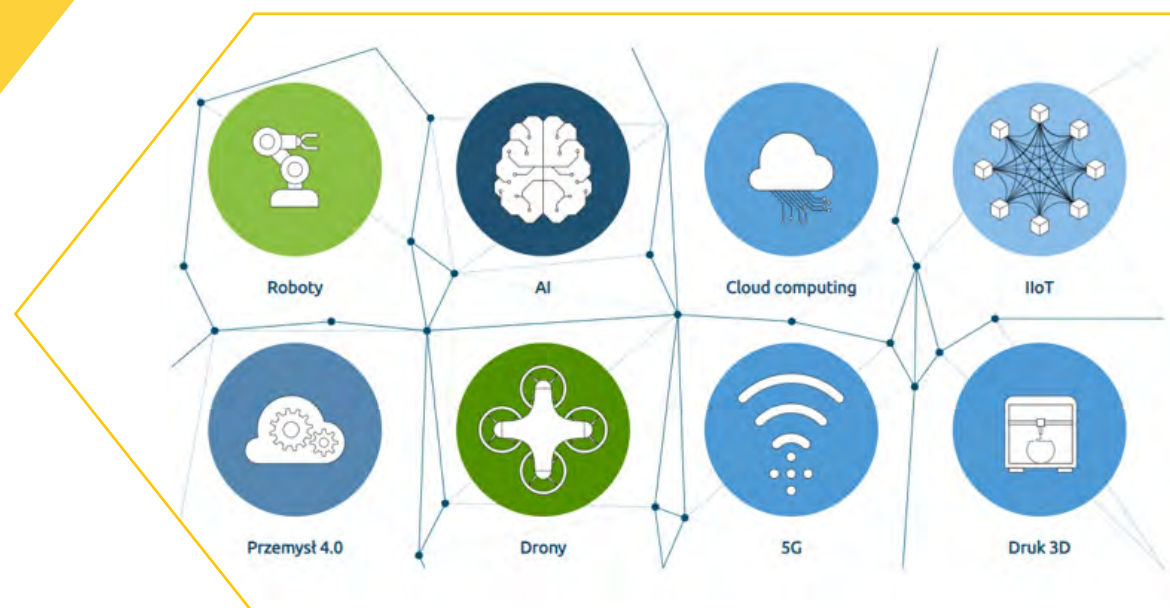 Roboty
AI
Cloud computing
IIoT
Przemysł 4.0
Drony
5G
Druk 3D